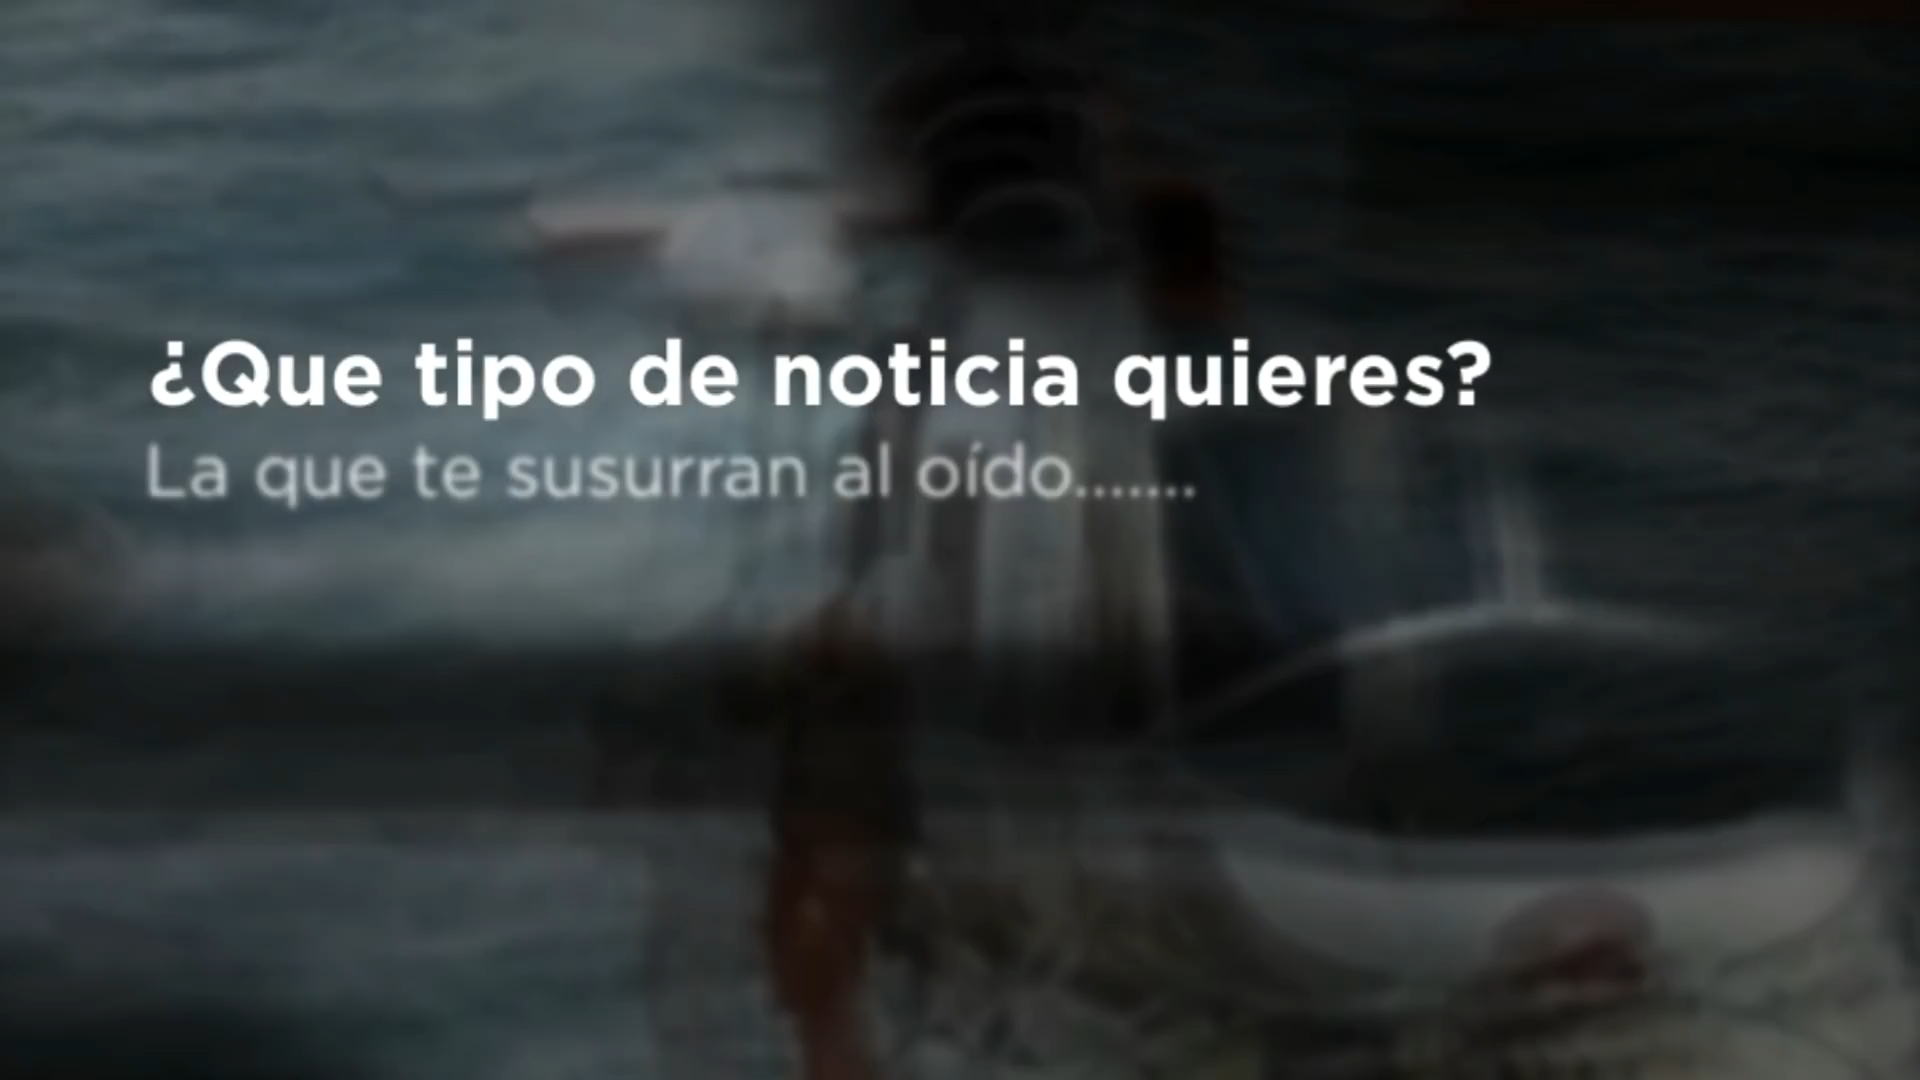 ¿Que tipo de noticia quieres?
La que te susurran al oído.......